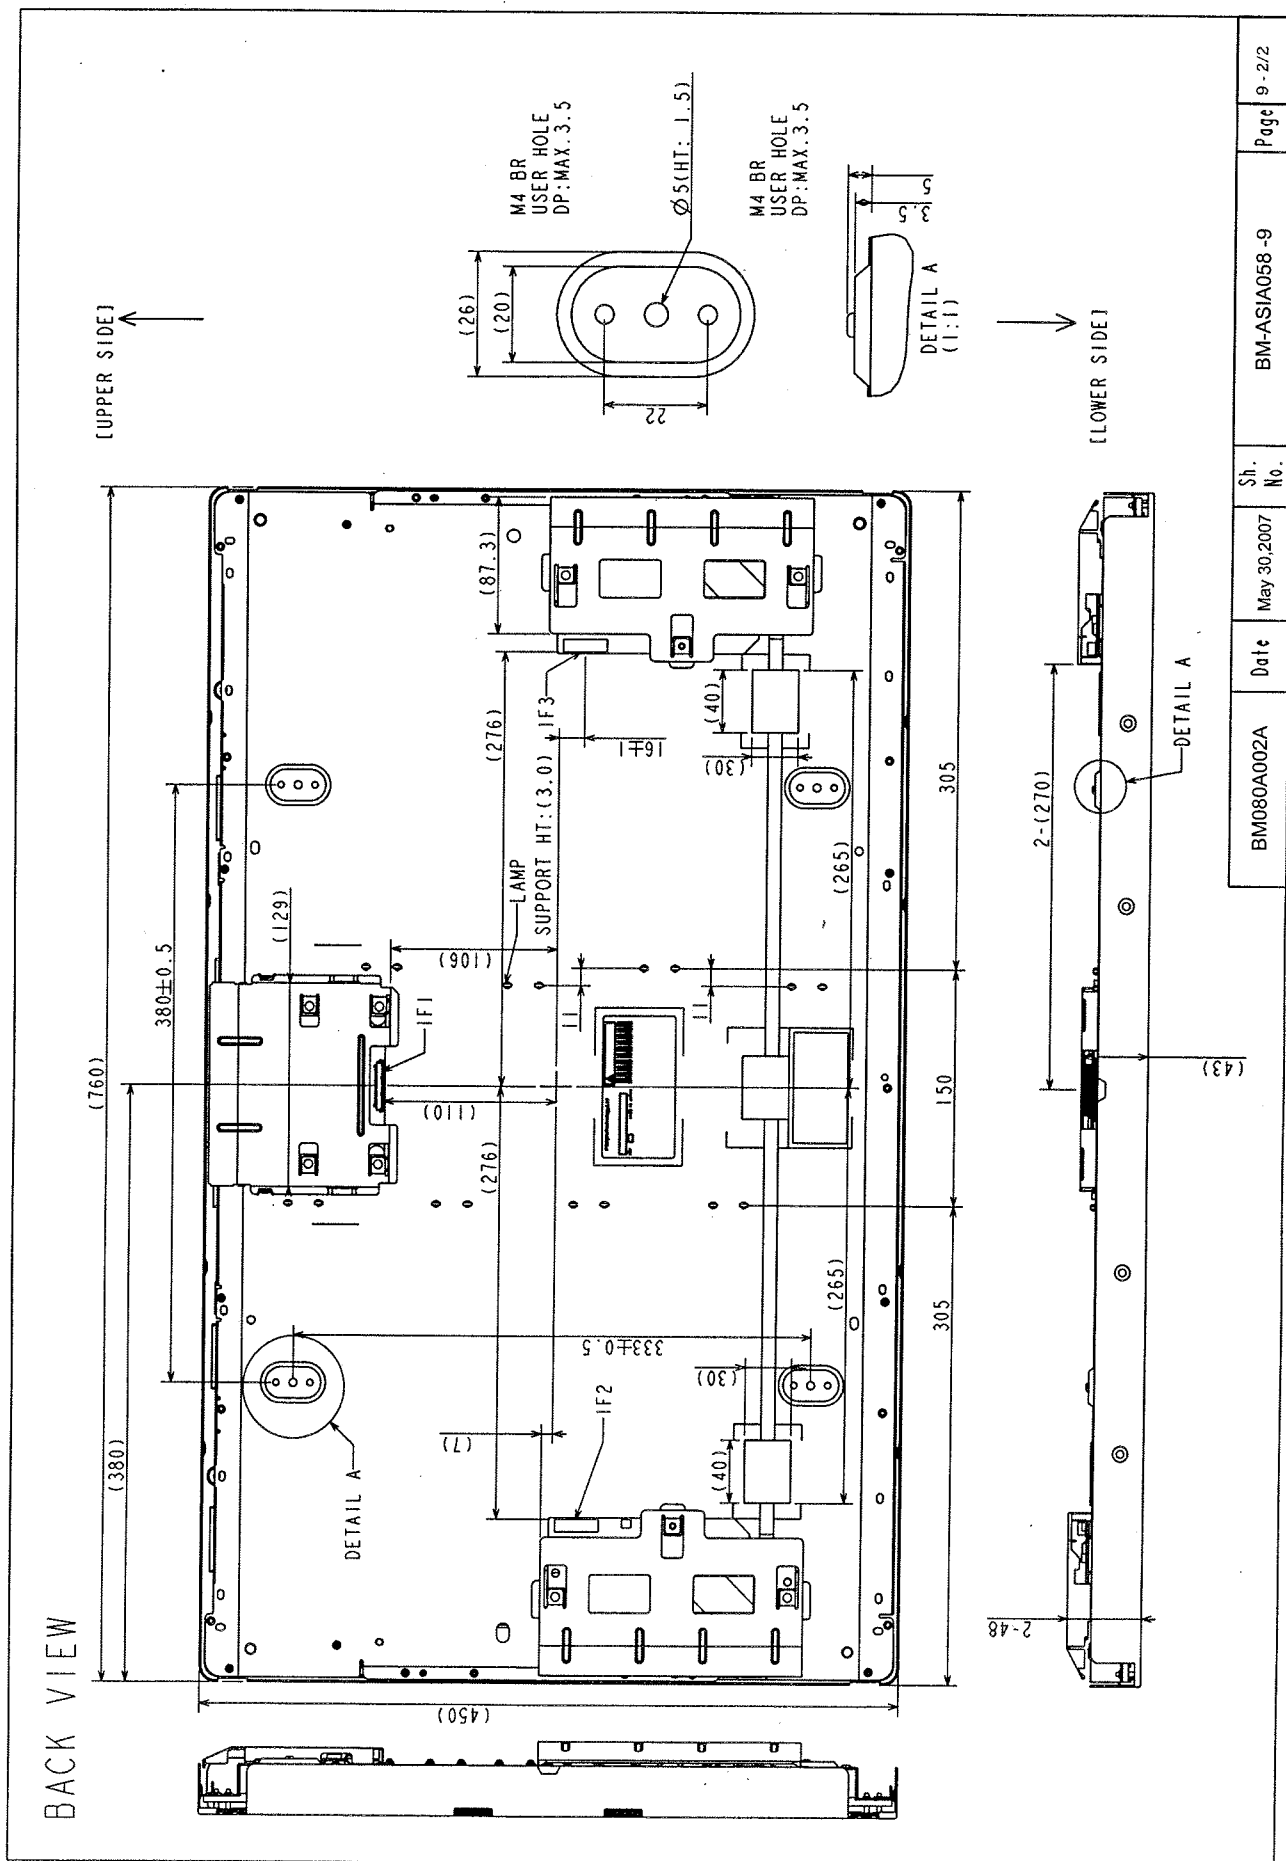 BACK VIEW
[UPPER SIDE]
(760)
(380)
380±0.5
(129)
(450)
DETAIL A
IF1
(106)
(110)
LAMP
SUPPORT HT:(3.0)
IF3
(87.3)
(276)
(276)
16±1
(7)
IF2
333±0.5
11
11
(40)
(30)
(40)
(30)
(265)
(265)
305
150
305
M4 BR
USER HOLE
DP:MAX.3.5
(26)
(20)
22
Ø5(HT: 1.5)
M4 BR
USER HOLE
DP:MAX.3.5
3.5
5
DETAIL A
(1:1)
[LOWER SIDE]
2-48
(43)
2-(270)
DETAIL A
BM080A002A
Date
May 30,2007
Sh.
No.
BM-ASIA058-9
Page
9-2/2